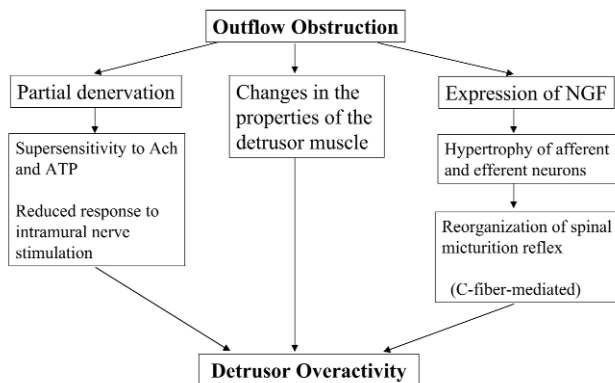 Outflow Obstruction
Partial denervation
Supersensitivity to Ach
and ATP
Reduced response to
intramural nerve
stimulation
Changes in the
properties of the
detrusor muscle
Expression of NGF
Hypertrophy of afferent
and efferent neurons
Reorganization of spinal
micturition reflex
(C-fiber-mediated)
Detrusor Overactivity